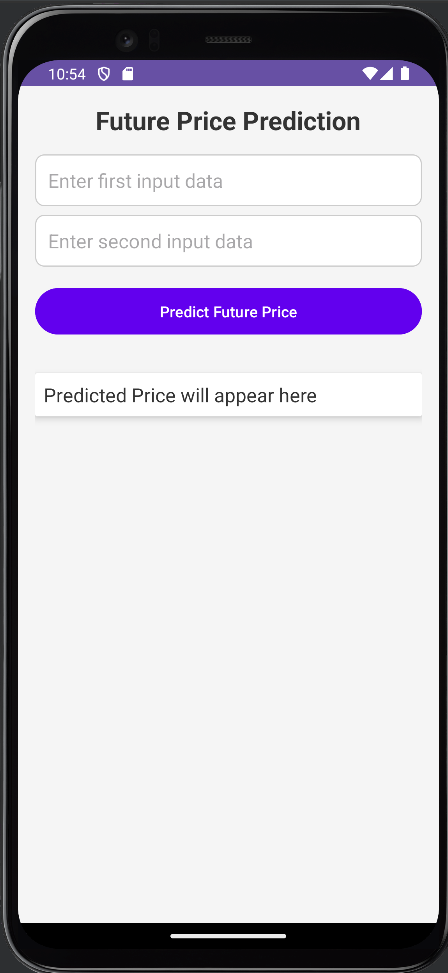 10:54
Future Price Prediction
Enter first input data
Enter second input data
Predict Future Price
Predicted Price will appear here